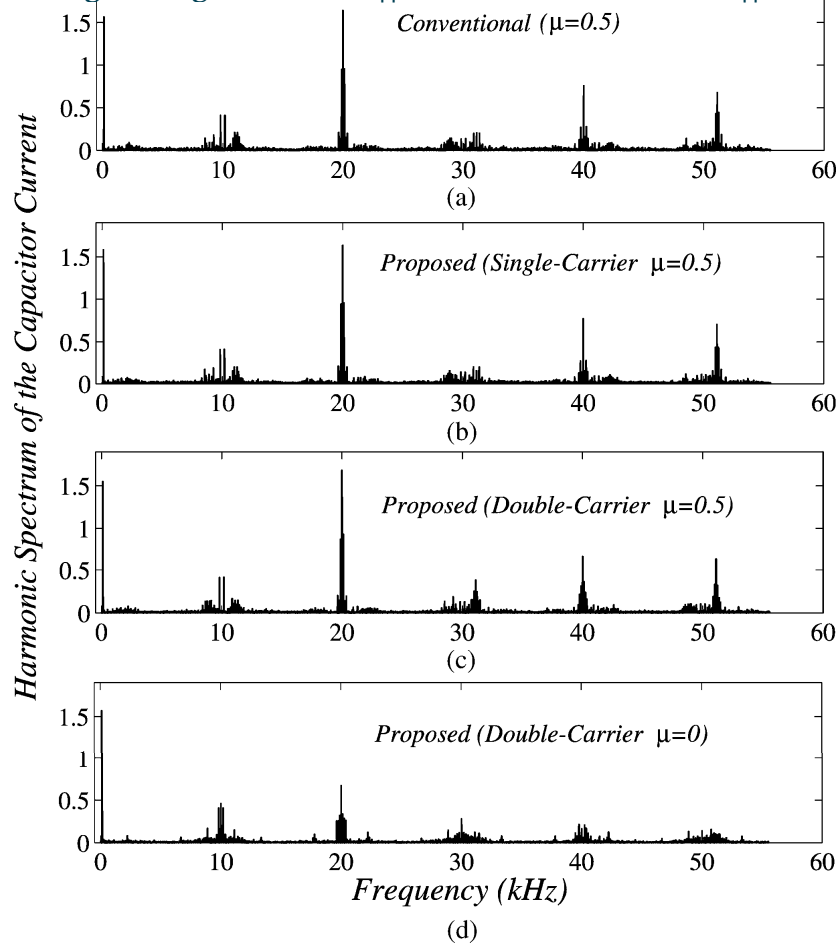 Conventional (μ=0.5)
1.5
1
0.5
0
0 10 20 30 40 50 60
(a)
Proposed (Single-Carrier μ=0.5)
1.5
1
0.5
0
0 10 20 30 40 50 60
(b)
Proposed (Double-Carrier μ=0.5)
1.5
1
0.5
0
0 10 20 30 40 50 60
(c)
Proposed (Double-Carrier μ=0)
1.5
1
0.5
0
0 10 20 30 40 50 60
Frequency (kHz)
(d)
Harmonic Spectrum of the Capacitor Current